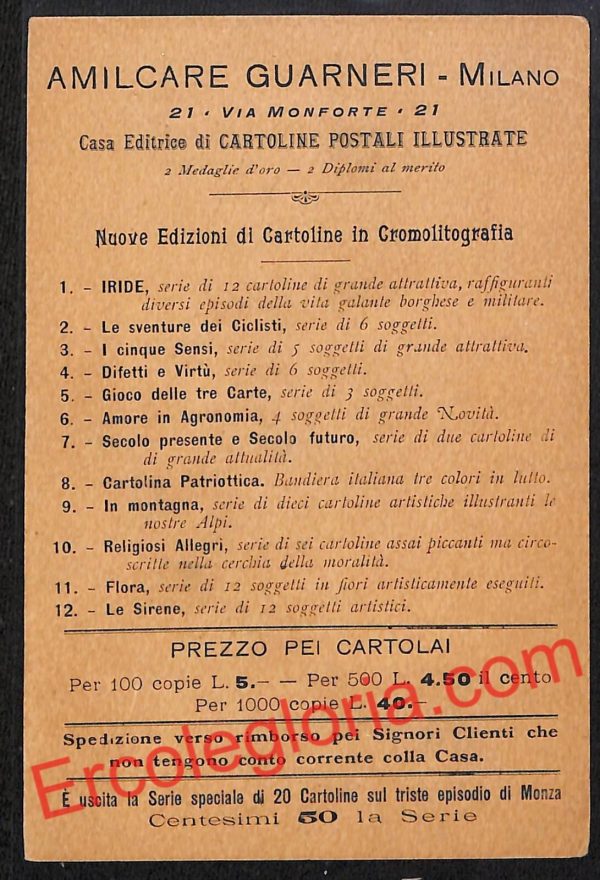 AMILCARE GUARNERI - MILANO
21 · VIA MONFORTE · 21
Casa Editrice di CARTOLINE POSTALI ILLUSTRATE
2 Medaglie d'oro — 2 Diplomi al merito
Nuove Edizioni di Cartoline in Cromolitografia
1. - IRIDE, serie di 12 cartoline di grande attrattiva, raffiguranti
diversi episodi della vita galante borghese e militare.
2. - Le sventure dei Ciclisti, serie di 6 soggetti.
3. - I cinque Sensi, serie di 5 soggetti di grande attrattiva.
4. - Difetti e Virtù, serie di 6 soggetti.
5. - Gioco delle tre Carte, serie di 3 soggetti.
6. - Amore in Agronomia, 4 soggetti di grande Novità.
7. - Secolo presente e Secolo futuro, serie di due cartoline di
di grande attualità.
8. - Cartolina Patriottica. Bandiera italiana tre colori in lutto.
9. - In montagna, serie di dieci cartoline artistiche illustranti le
nostre Alpi.
10. - Religiosi Allegri, serie di sei cartoline assai piccanti ma circo-
scritte nella cerchia della moralità.
11. - Flora, serie di 12 soggetti in fiori artisticamente eseguiti.
12. - Le Sirene, serie di 12 soggetti artistici.
PREZZO PEI CARTOLAI
Per 100 copie L. 5.- — Per 500 L. 4.50 il cento
Per 1000 copie L. 40.-
Spedizione verso rimborso pei Signori Clienti che
non tengono conto corrente colla Casa.
È uscita la Serie speciale di 20 Cartoline sul triste episodio di Monza
Centesimi 50 la Serie
Ercolegloria.com